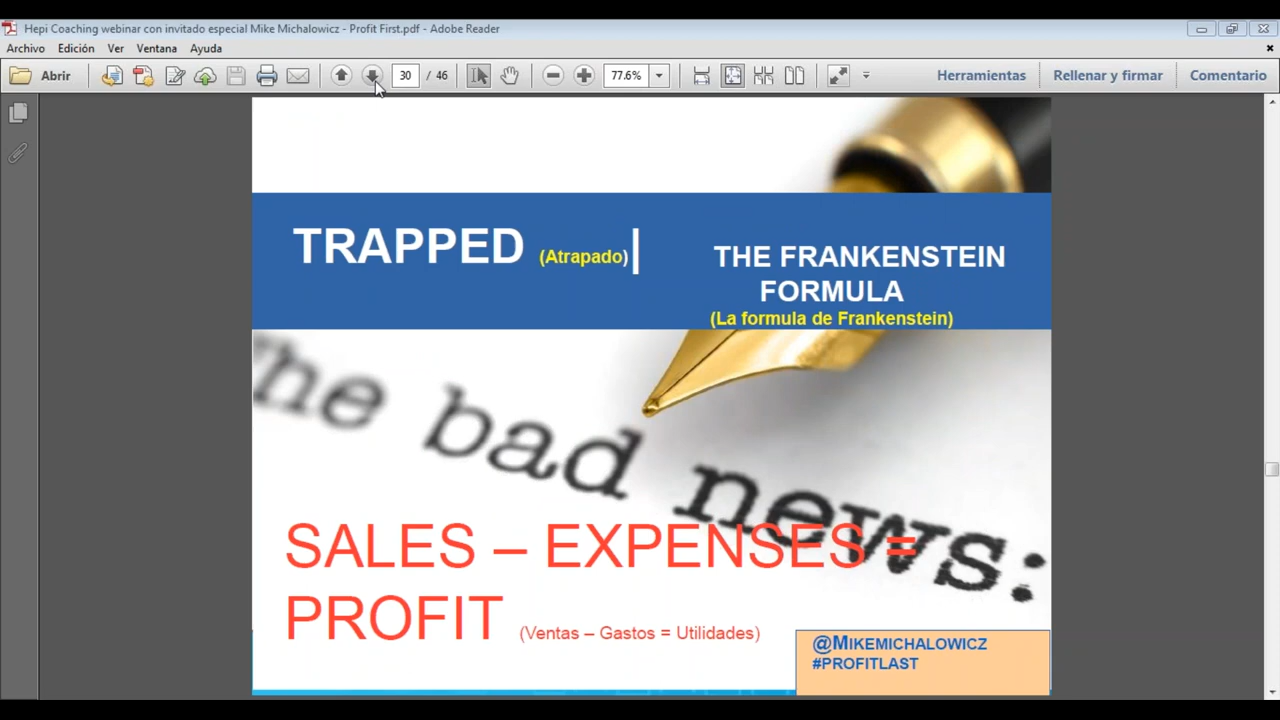 Hepi Coaching webinar con invitado especial Mike Michalowicz - Profit First.pdf - Adobe Reader
Archivo Edición Ver Ventana Ayuda
Abrir 30 / 46 77.6% Herramientas Rellenar y firmar Comentario
TRAPPED (Atrapado)|
THE FRANKENSTEIN
FORMULA
(La formula de Frankenstein)
he bad news:
SALES – EXPENSES =
PROFIT (Ventas – Gastos = Utilidades)
@MIKEMICHALOWICZ
#PROFITLAST